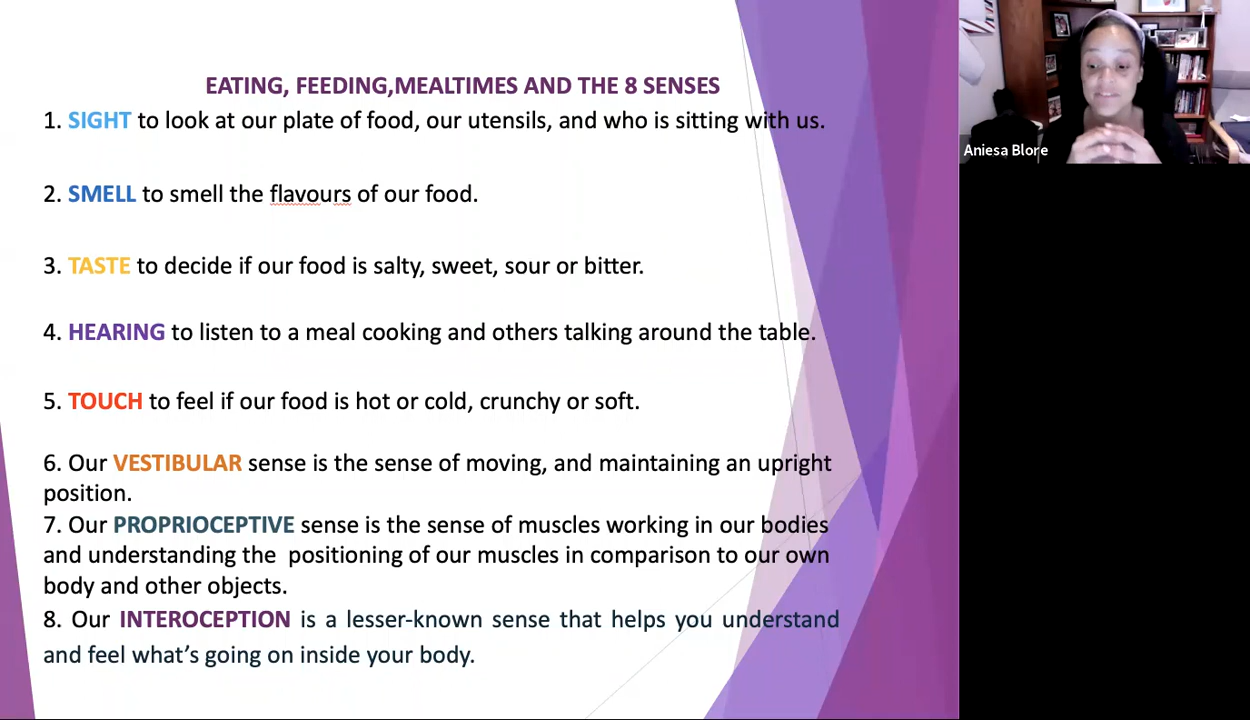 EATING, FEEDING,MEALTIMES AND THE 8 SENSES
1. SIGHT to look at our plate of food, our utensils, and who is sitting with us.
2. SMELL to smell the flavours of our food.
3. TASTE to decide if our food is salty, sweet, sour or bitter.
4. HEARING to listen to a meal cooking and others talking around the table.
5. TOUCH to feel if our food is hot or cold, crunchy or soft.
6. Our VESTIBULAR sense is the sense of moving, and maintaining an upright
position.
7. Our PROPRIOCEPTIVE sense is the sense of muscles working in our bodies
and understanding the positioning of our muscles in comparison to our own
body and other objects.
8. Our INTEROCEPTION is a lesser-known sense that helps you understand
and feel what's going on inside your body.
Aniesa Blore